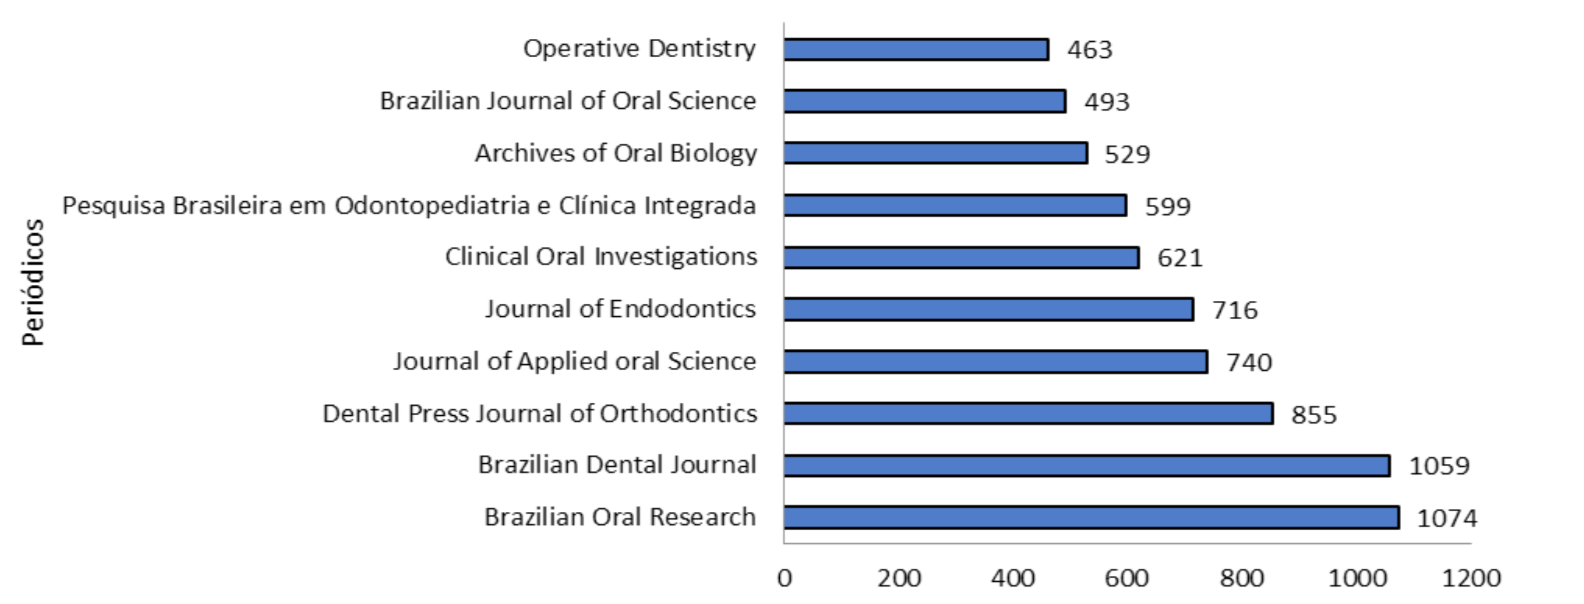 Operative Dentistry 463
Brazilian Journal of Oral Science 493
Archives of Oral Biology 529
Pesquisa Brasileira em Odontopediatria e Clínica Integrada 599
Clinical Oral Investigations 621
Journal of Endodontics 716
Journal of Applied oral Science 740
Dental Press Journal of Orthodontics 855
Brazilian Dental Journal 1059
Brazilian Oral Research 1074
0 200 400 600 800 1000 1200
Periódicos